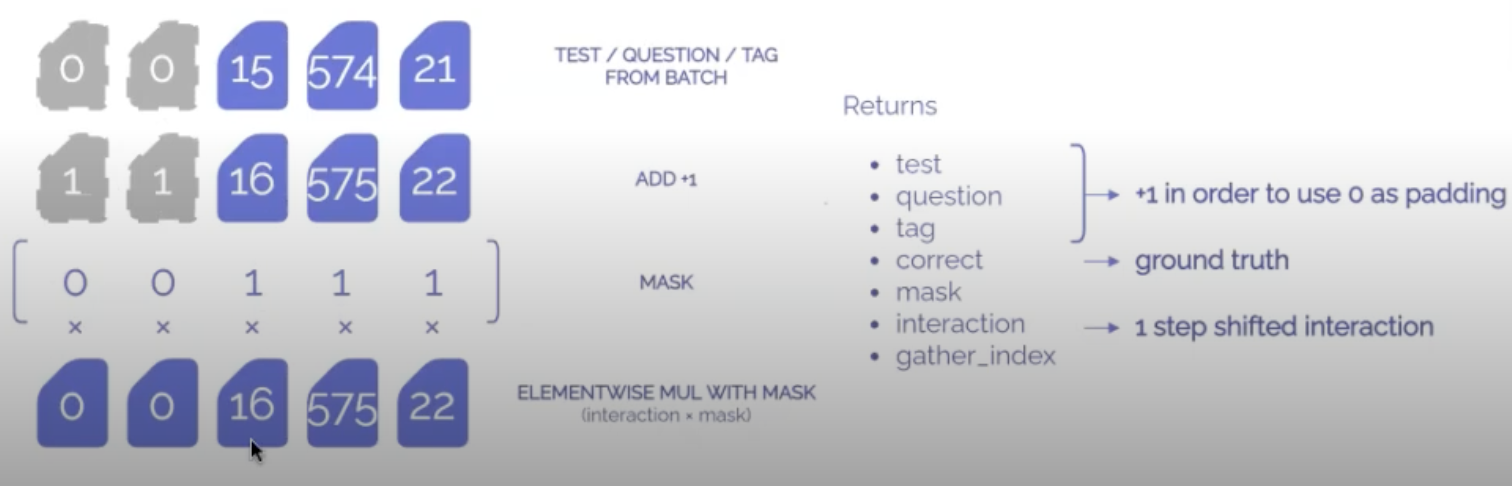 0 0 15 574 21
TEST / QUESTION / TAG
FROM BATCH
1 1 16 575 22
ADD +1
0 0 1 1 1
MASK
× × × × ×
0 0 16 575 22
ELEMENTWISE MUL WITH MASK
(interaction × mask)
Returns
• test
• question
• tag
+1 in order to use 0 as padding
• correct
ground truth
• mask
• interaction
1 step shifted interaction
• gather_index